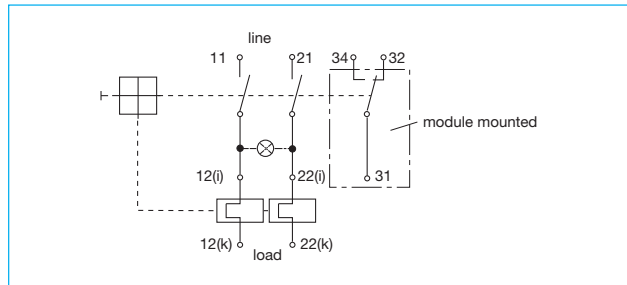 line
11 21 34 32
module mounted
12(i) 22(i) 31
12(k) 22(k)
load